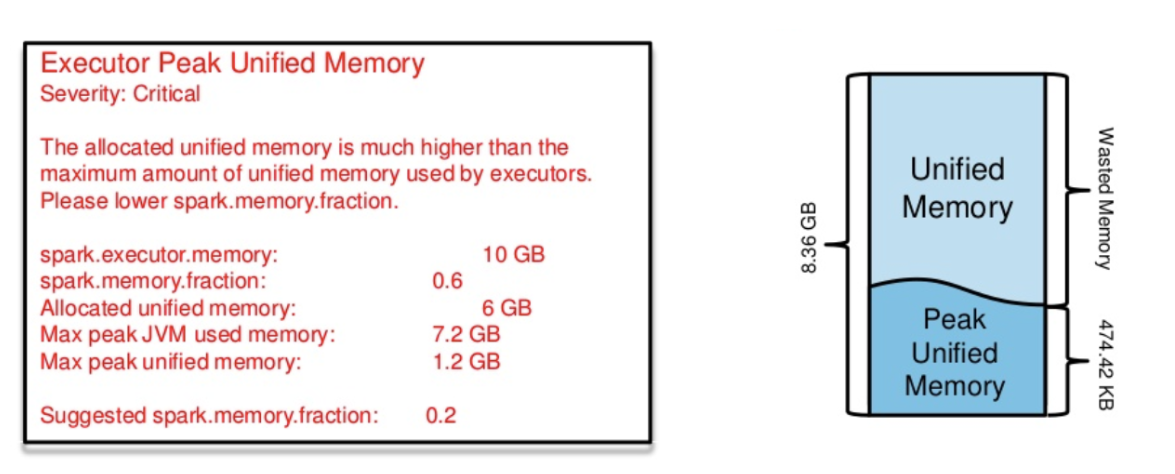 Executor Peak Unified Memory
Severity: Critical
The allocated unified memory is much higher than the
maximum amount of unified memory used by executors.
Please lower spark.memory.fraction.
spark.executor.memory: 10 GB
spark.memory.fraction: 0.6
Allocated unified memory: 6 GB
Max peak JVM used memory: 7.2 GB
Max peak unified memory: 1.2 GB
Suggested spark.memory.fraction: 0.2
8.36 GB
Unified
Memory
Peak
Unified
Memory
Wasted Memory
474.42 KB